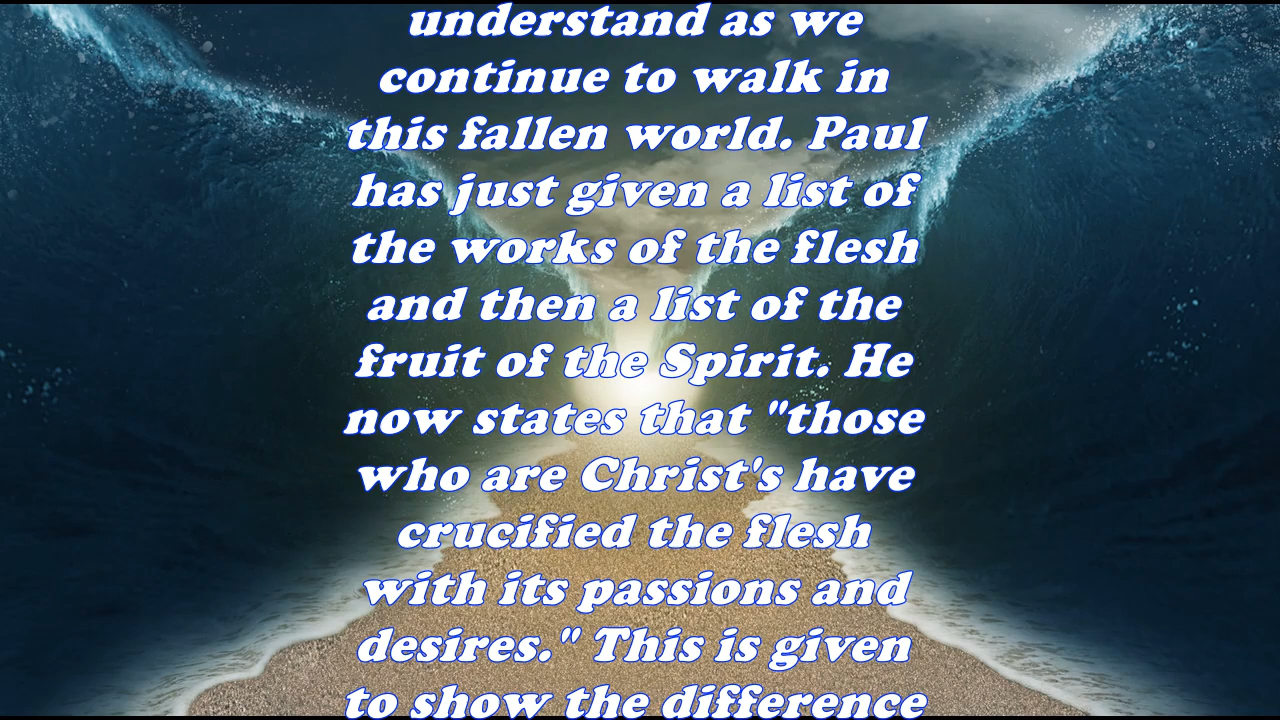 understand as we
continue to walk in
this fallen world. Paul
has just given a list of
the works of the flesh
and then a list of the
fruit of the Spirit. He
now states that "those
who are Christ's have
crucified the flesh
with its passions and
desires." This is given
to show the difference